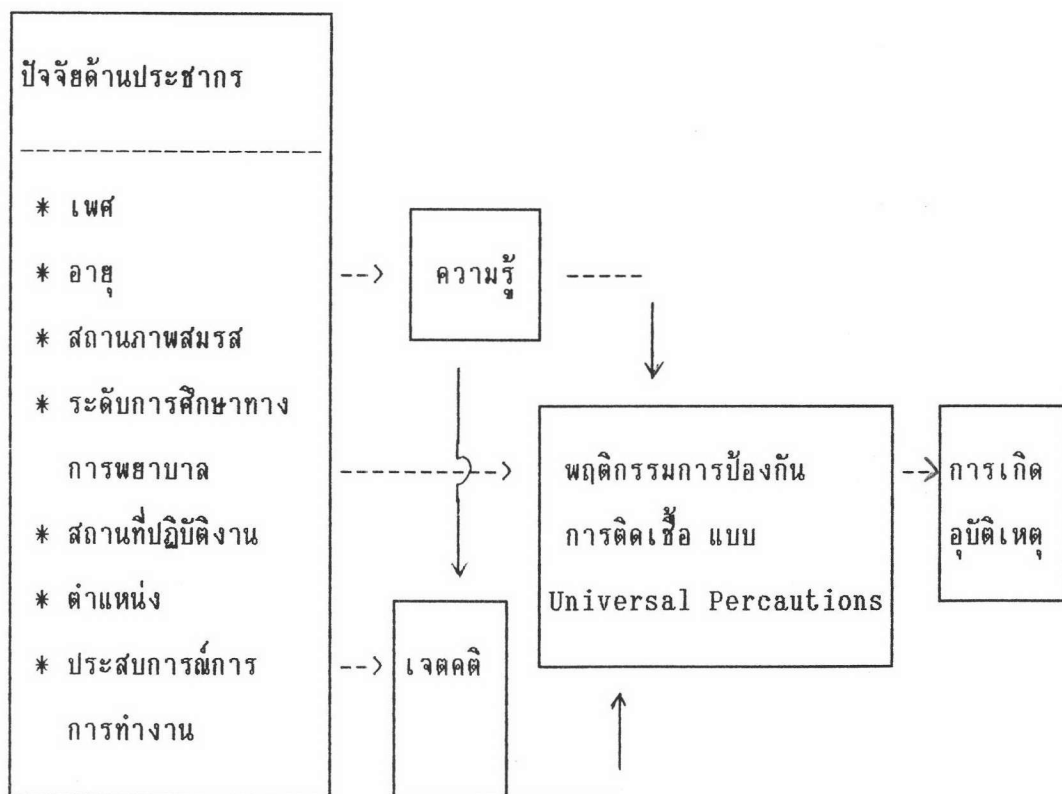 ปัจจัยด้านประชากร
* เพศ
* อายุ
* สถานภาพสมรส
* ระดับการศึกษาทาง
การพยาบาล
* สถานที่ปฏิบัติงาน
* ตำแหน่ง
* ประสบการณ์การ
การทำงาน
ความรู้
เจตคติ
พฤติกรรมการป้องกัน
การติดเชื้อ แบบ
Universal Percautions
การเกิด
อุบัติเหตุ